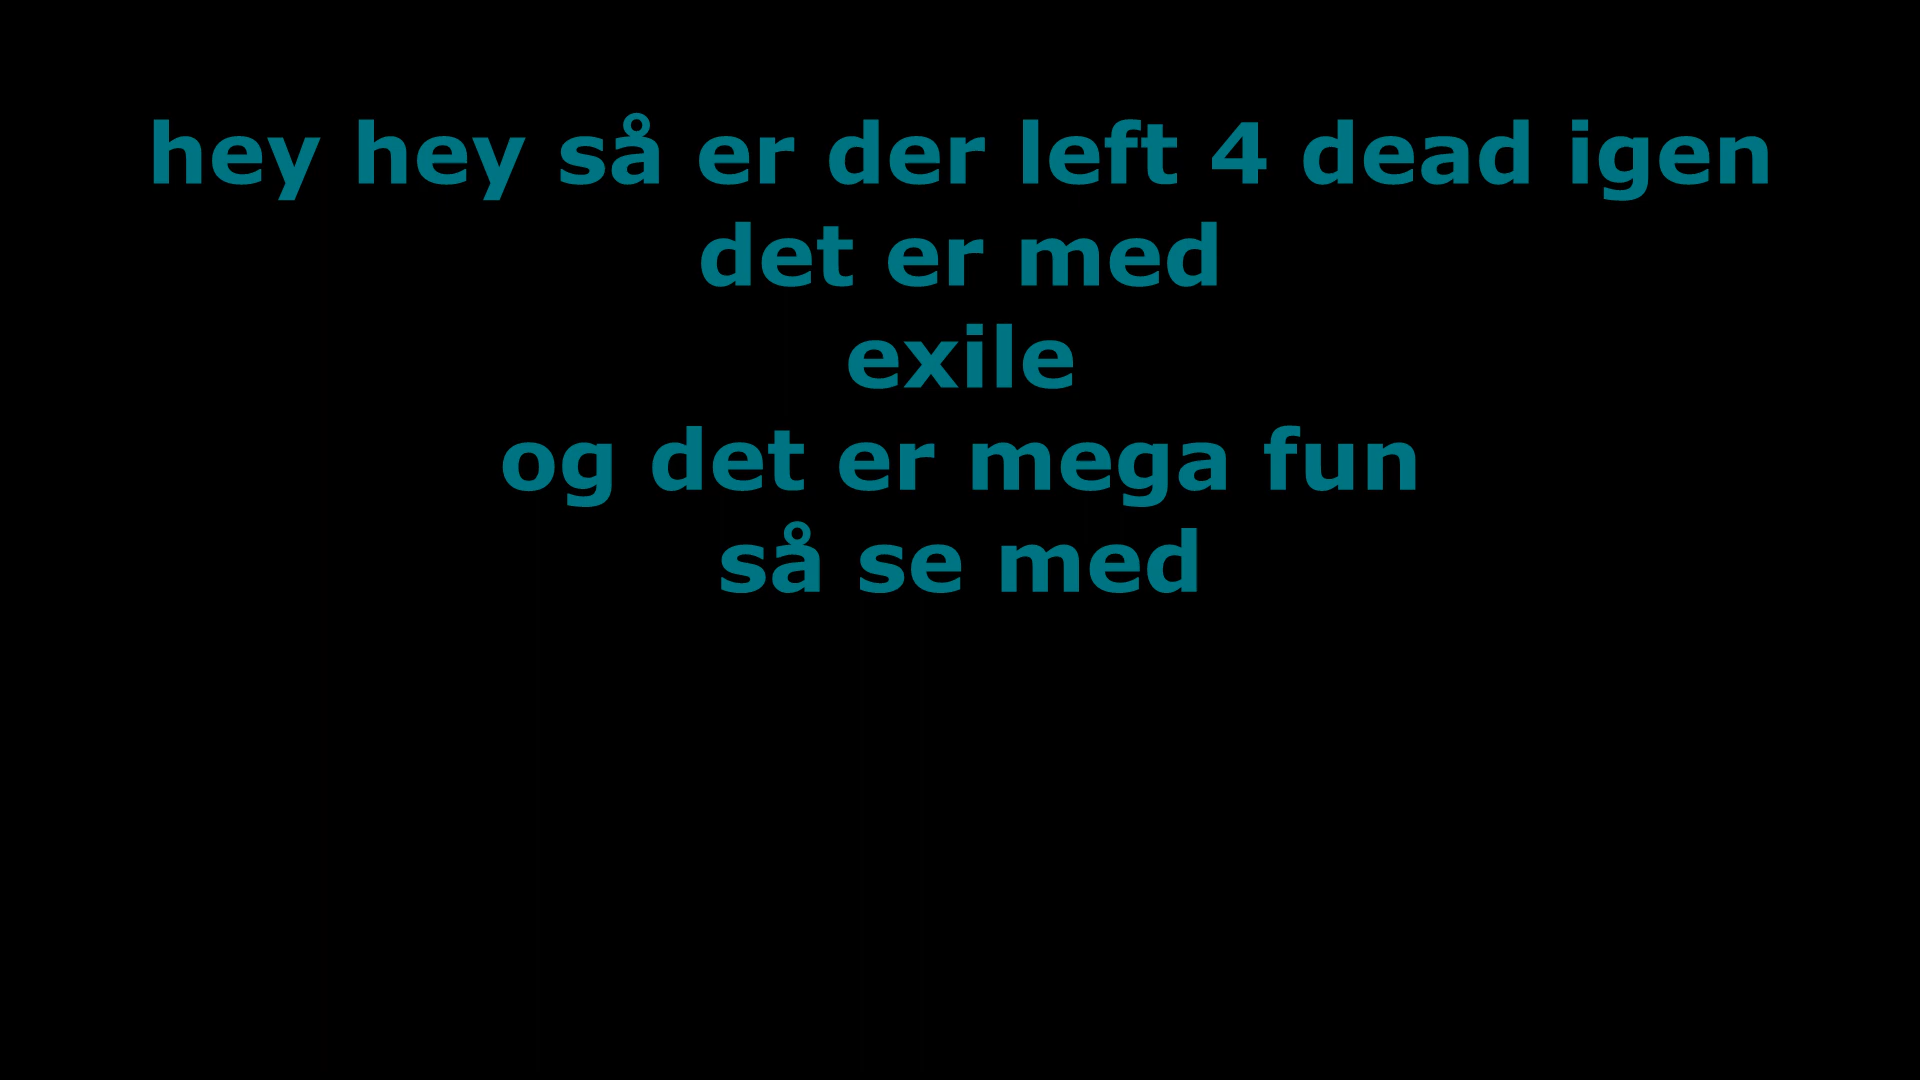 hey hey så er der left 4 dead igen
det er med
exile
og det er mega fun
så se med